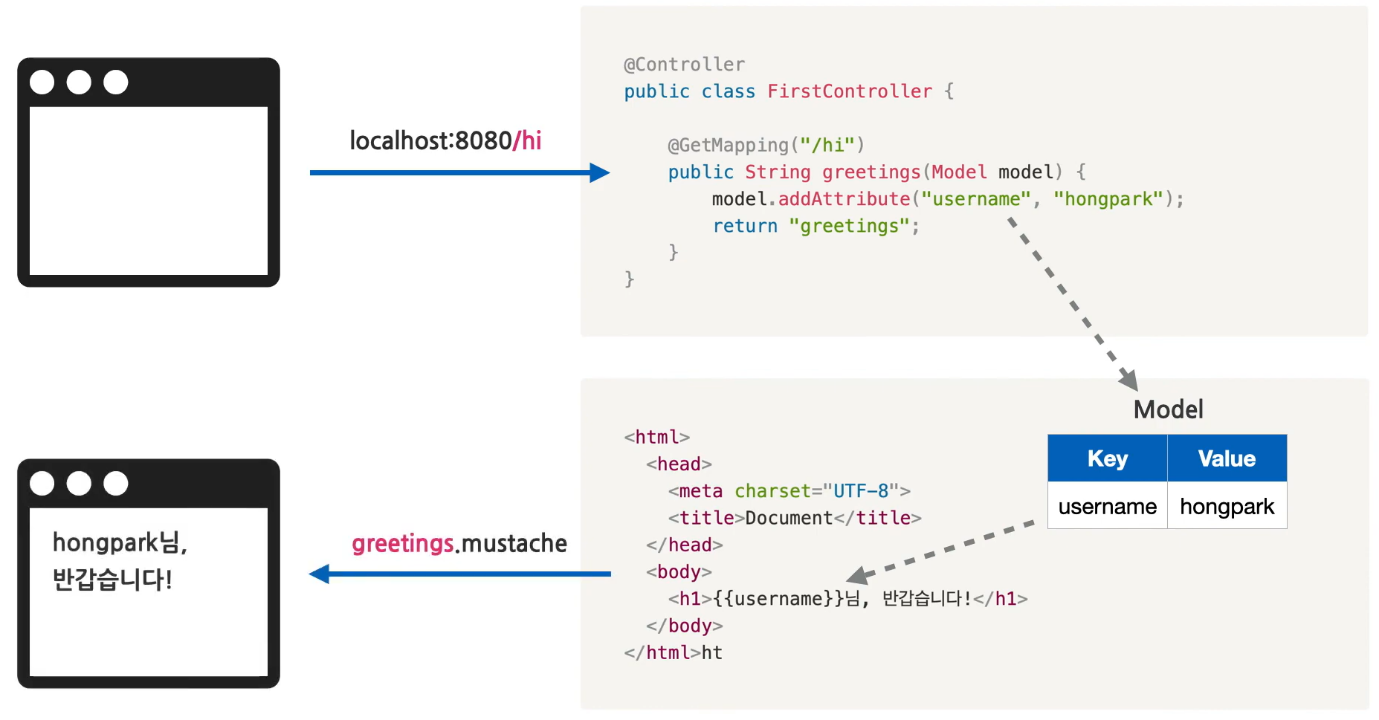 localhost:8080/hi
@Controller
public class FirstController {
@GetMapping("/hi")
public String greetings(Model model) {
model.addAttribute("username", "hongpark");
return "greetings";
}
}
Model
Key Value
username hongpark
<html>
<head>
<meta charset="UTF-8">
<title>Document</title>
</head>
<body>
<h1>{{username}}님, 반갑습니다!</h1>
</body>
</html>ht
greetings.mustache
hongpark님,
반갑습니다!